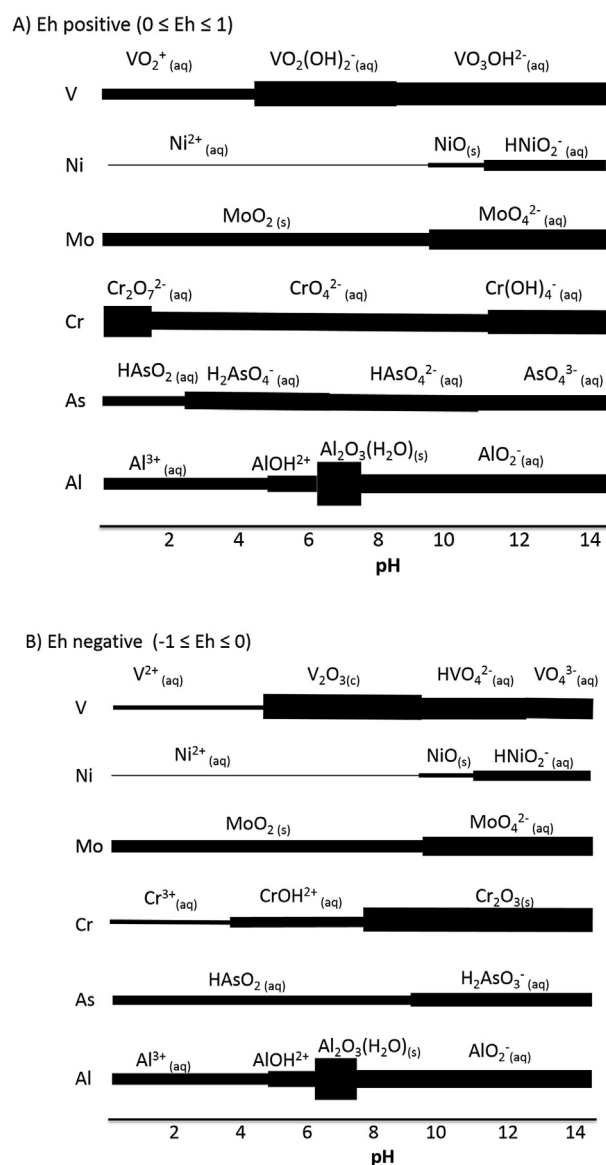 A) Eh positive (0 ≤ Eh ≤ 1)
VO₂⁺ (aq) VO₂(OH)₂⁻(aq) VO₃OH²⁻(aq)
V
Ni²⁺ (aq) NiO(s) HNiO₂⁻(aq)
Ni
MoO₂ (s) MoO₄²⁻(aq)
Mo
Cr₂O₇²⁻(aq) CrO₄²⁻(aq) Cr(OH)₄⁻(aq)
Cr
HAsO₂ (aq) H₂AsO₄⁻(aq) HAsO₄²⁻(aq) AsO₄³⁻(aq)
As
Al³⁺(aq) AlOH²⁺ Al₂O₃(H₂O)(s) AlO₂⁻(aq)
Al
2 4 6 8 10 12 14
pH
B) Eh negative (-1 ≤ Eh ≤ 0)
V²⁺(aq) V₂O₃(c) HVO₄²⁻(aq) VO₄³⁻(aq)
V
Ni²⁺(aq) NiO(s) HNiO₂⁻(aq)
Ni
MoO₂ (s) MoO₄²⁻(aq)
Mo
Cr³⁺(aq) CrOH²⁺(aq) Cr₂O₃(s)
Cr
HAsO₂ (aq) H₂AsO₃⁻(aq)
As
Al³⁺(aq) AlOH²⁺ Al₂O₃(H₂O)(s) AlO₂⁻(aq)
Al
2 4 6 8 10 12 14
pH